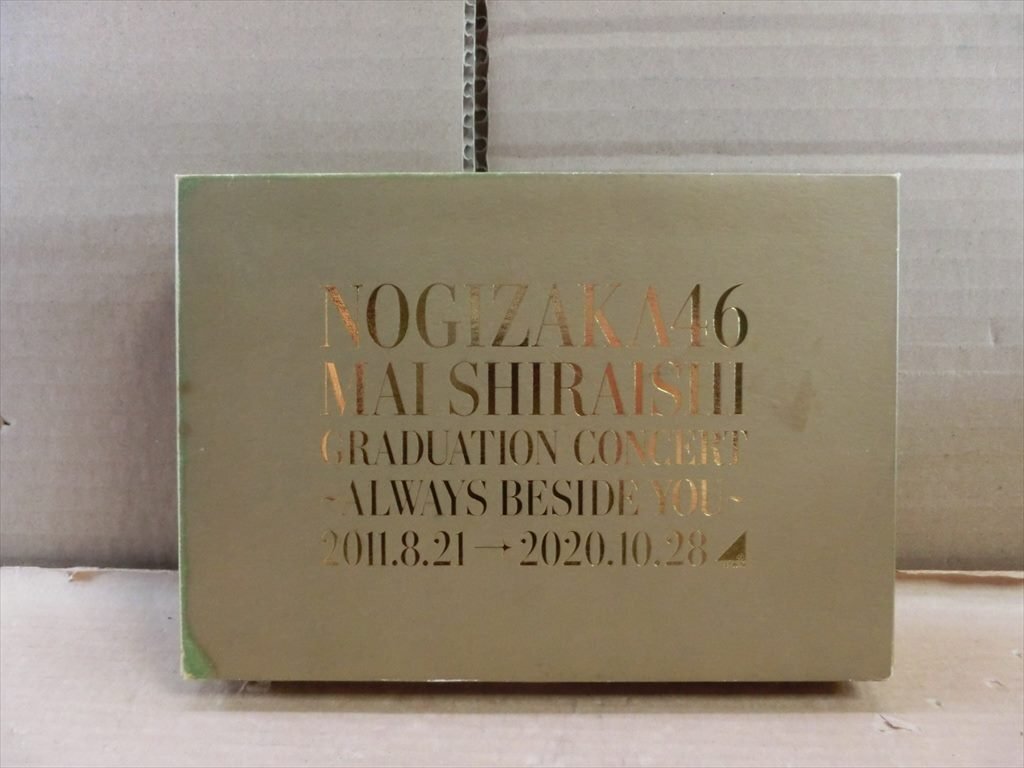 NOGIZAKA46
MAI SHIRAISHI
GRADUATION CONCERT
~ALWAYS BESIDE YOU~
2011.8.21→2020.10.28